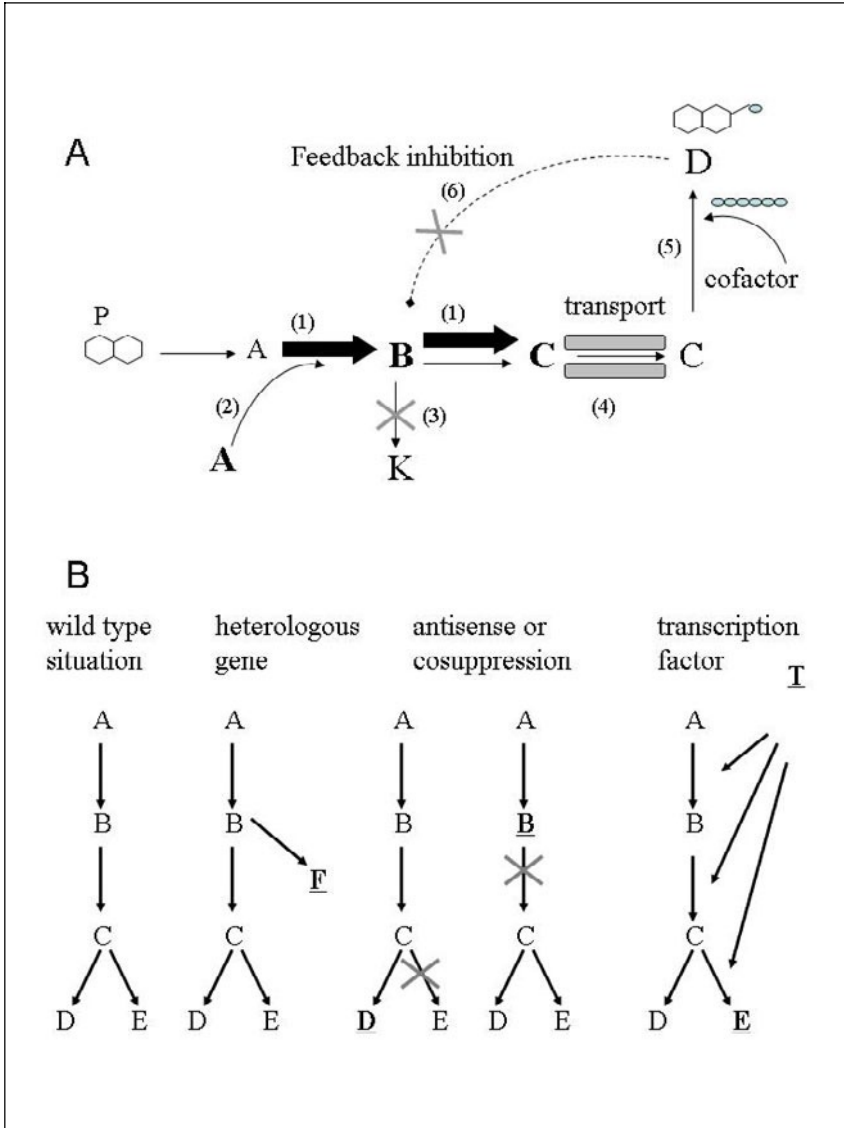 A
Feedback inhibition
(6)
D
(5)
cofactor
transport
P
A
(1)
B
(1)
C
C
(2)
(3)
(4)
A
K
B
wild type
situation
heterologous
gene
antisense or
cosuppression
transcription
factor
T
A
A
A
A
A
B
B
B
B
B
F
C
C
C
C
C
D
E
D
E
D
E
D
E
D
E